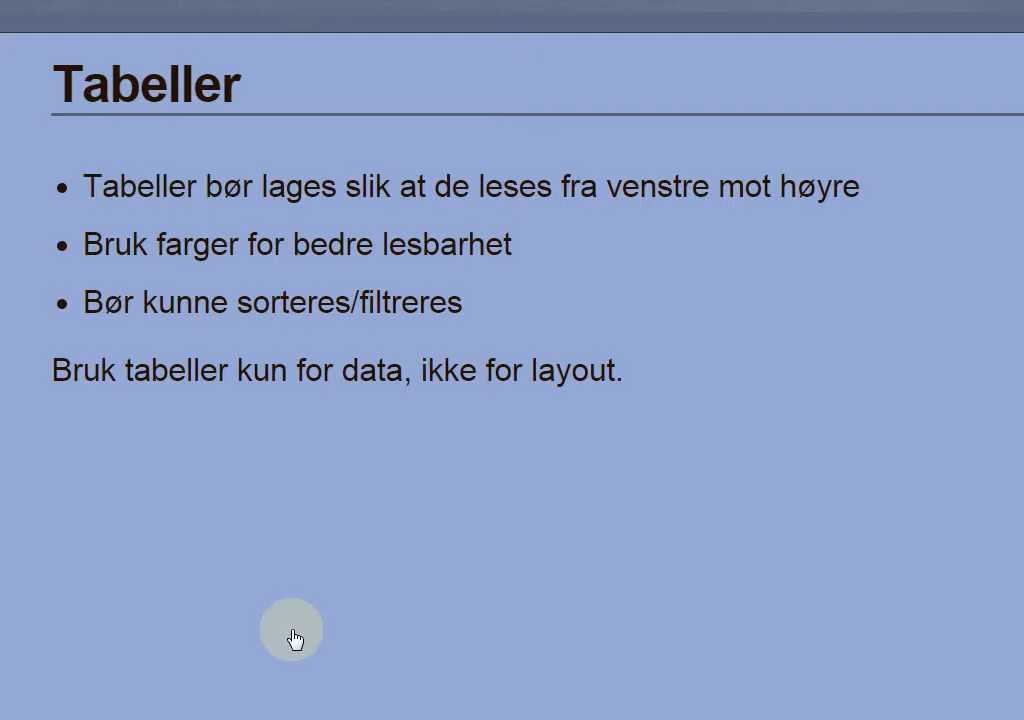 Tabeller
• Tabeller bør lages slik at de leses fra venstre mot høyre
• Bruk farger for bedre lesbarhet
• Bør kunne sorteres/filtreres
Bruk tabeller kun for data, ikke for layout.